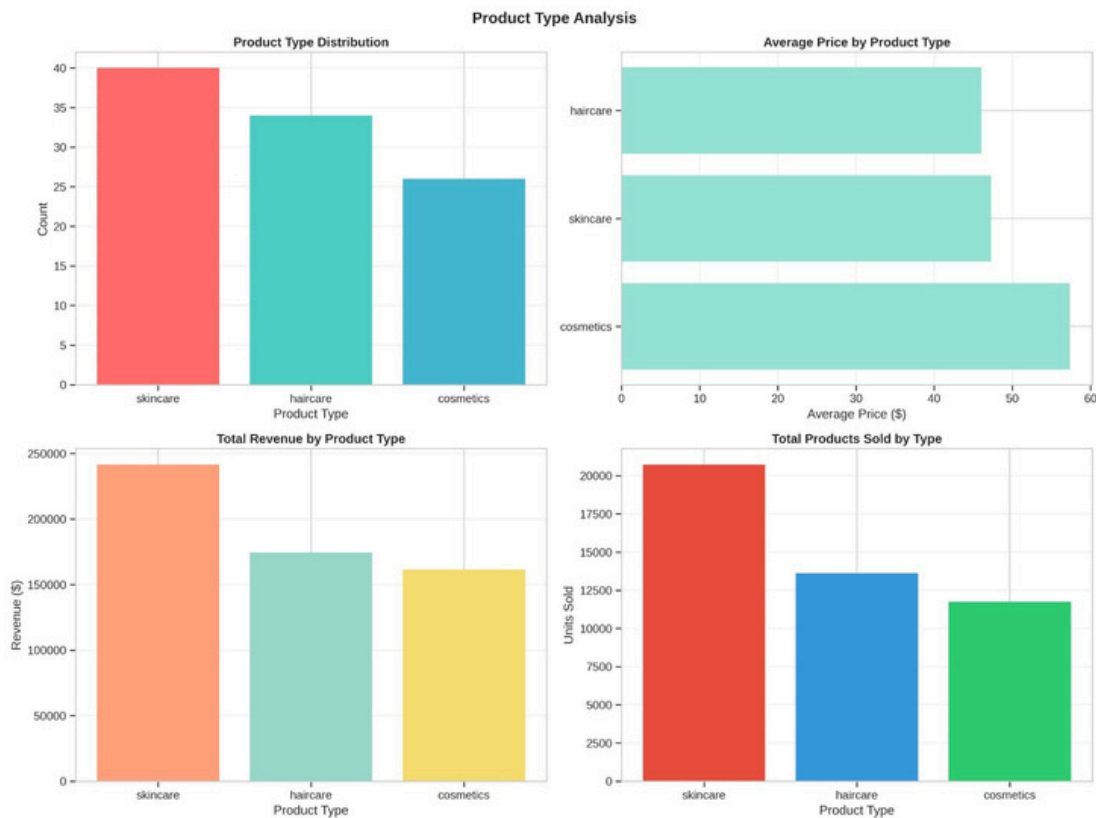 Product Type Analysis
Product Type Distribution
40
35
30
25
20
15
10
5
0
Count
skincare
haircare
cosmetics
Product Type
Average Price by Product Type
haircare
skincare
cosmetics
0
10
20
30
40
50
60
Average Price ($)
Total Revenue by Product Type
250000
200000
150000
100000
50000
0
Revenue ($)
skincare
haircare
cosmetics
Product Type
Total Products Sold by Type
20000
17500
15000
12500
10000
7500
5000
2500
0
Units Sold
skincare
haircare
cosmetics
Product Type